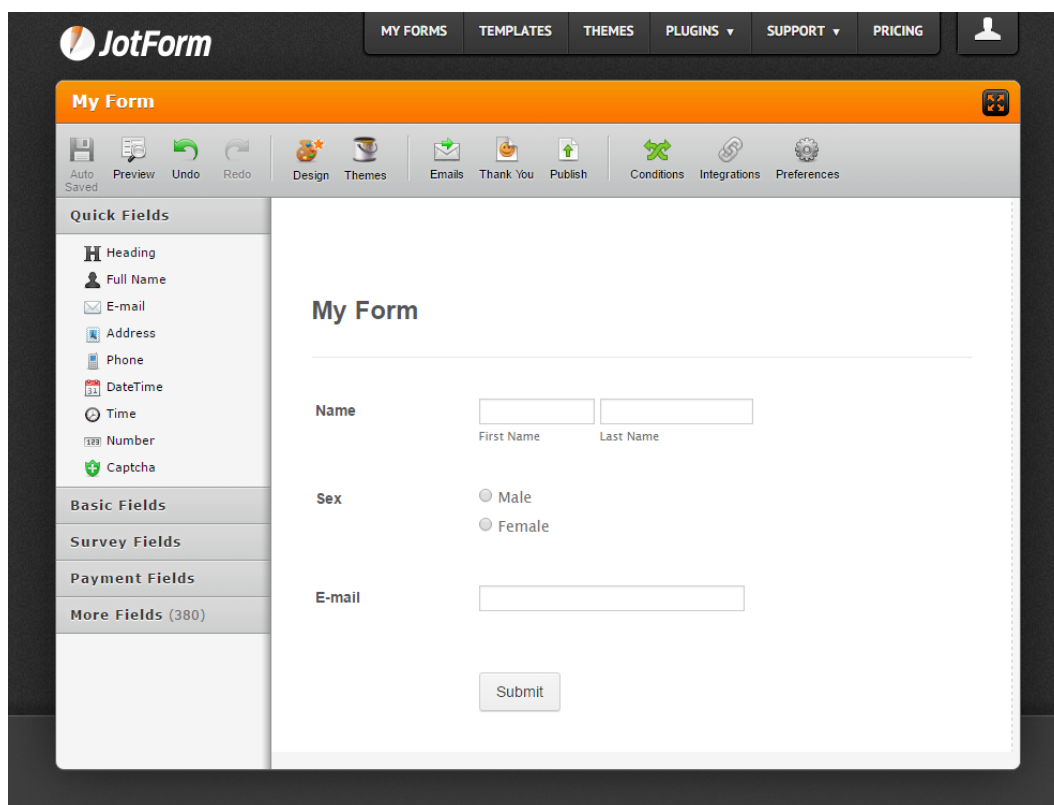 JotForm
MY FORMS TEMPLATES THEMES PLUGINS ▼ SUPPORT ▼ PRICING
My Form
Auto Saved Preview Undo Redo Design Themes Emails Thank You Publish Conditions Integrations Preferences
Quick Fields
Heading
Full Name
E-mail
Address
Phone
31 DateTime
Time
123 Number
Captcha
Basic Fields
Survey Fields
Payment Fields
More Fields (380)
My Form
Name
First Name Last Name
Sex
Male
Female
E-mail
Submit